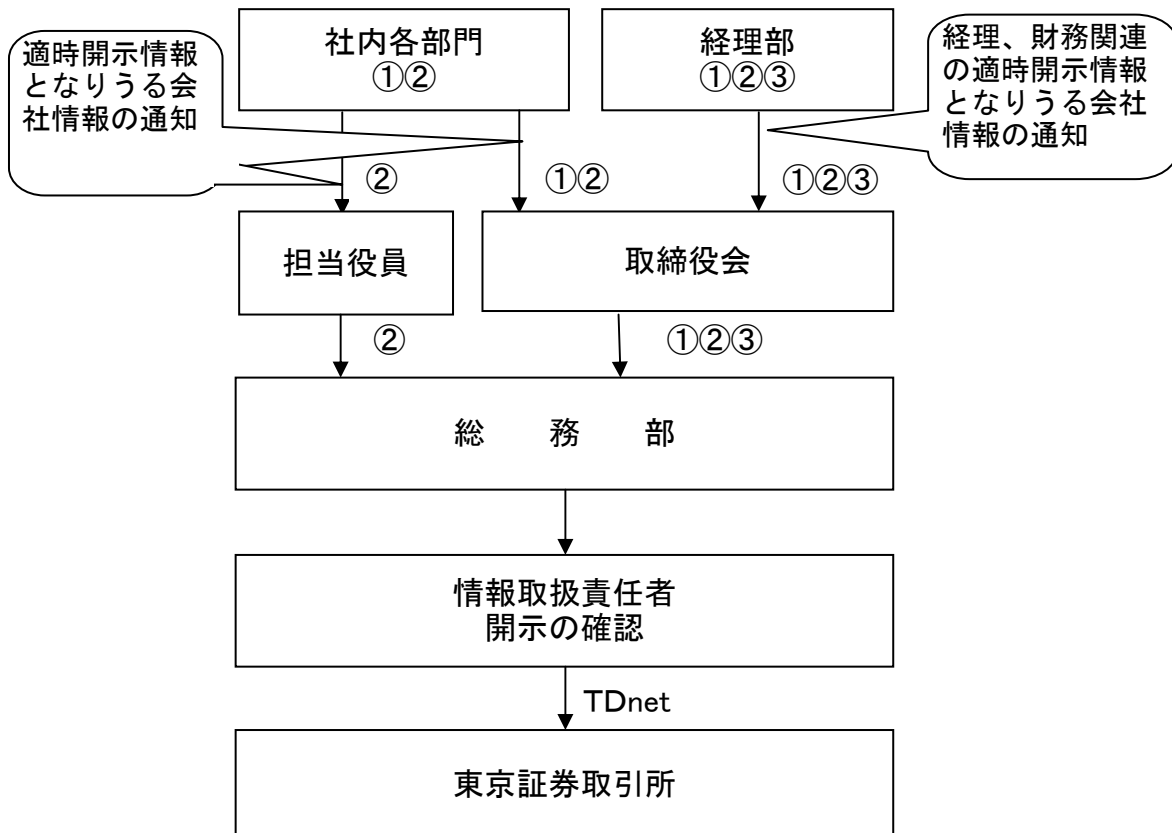 適時開示情報
となりうる会
社情報の通知
社内各部門
①②
経理部
①②③
経理、財務関連
の適時開示情報
となりうる会社
情報の通知
②
①②
①②③
担当役員
取締役会
②
①②③
総　務　部
情報取扱責任者
開示の確認
TDnet
東京証券取引所